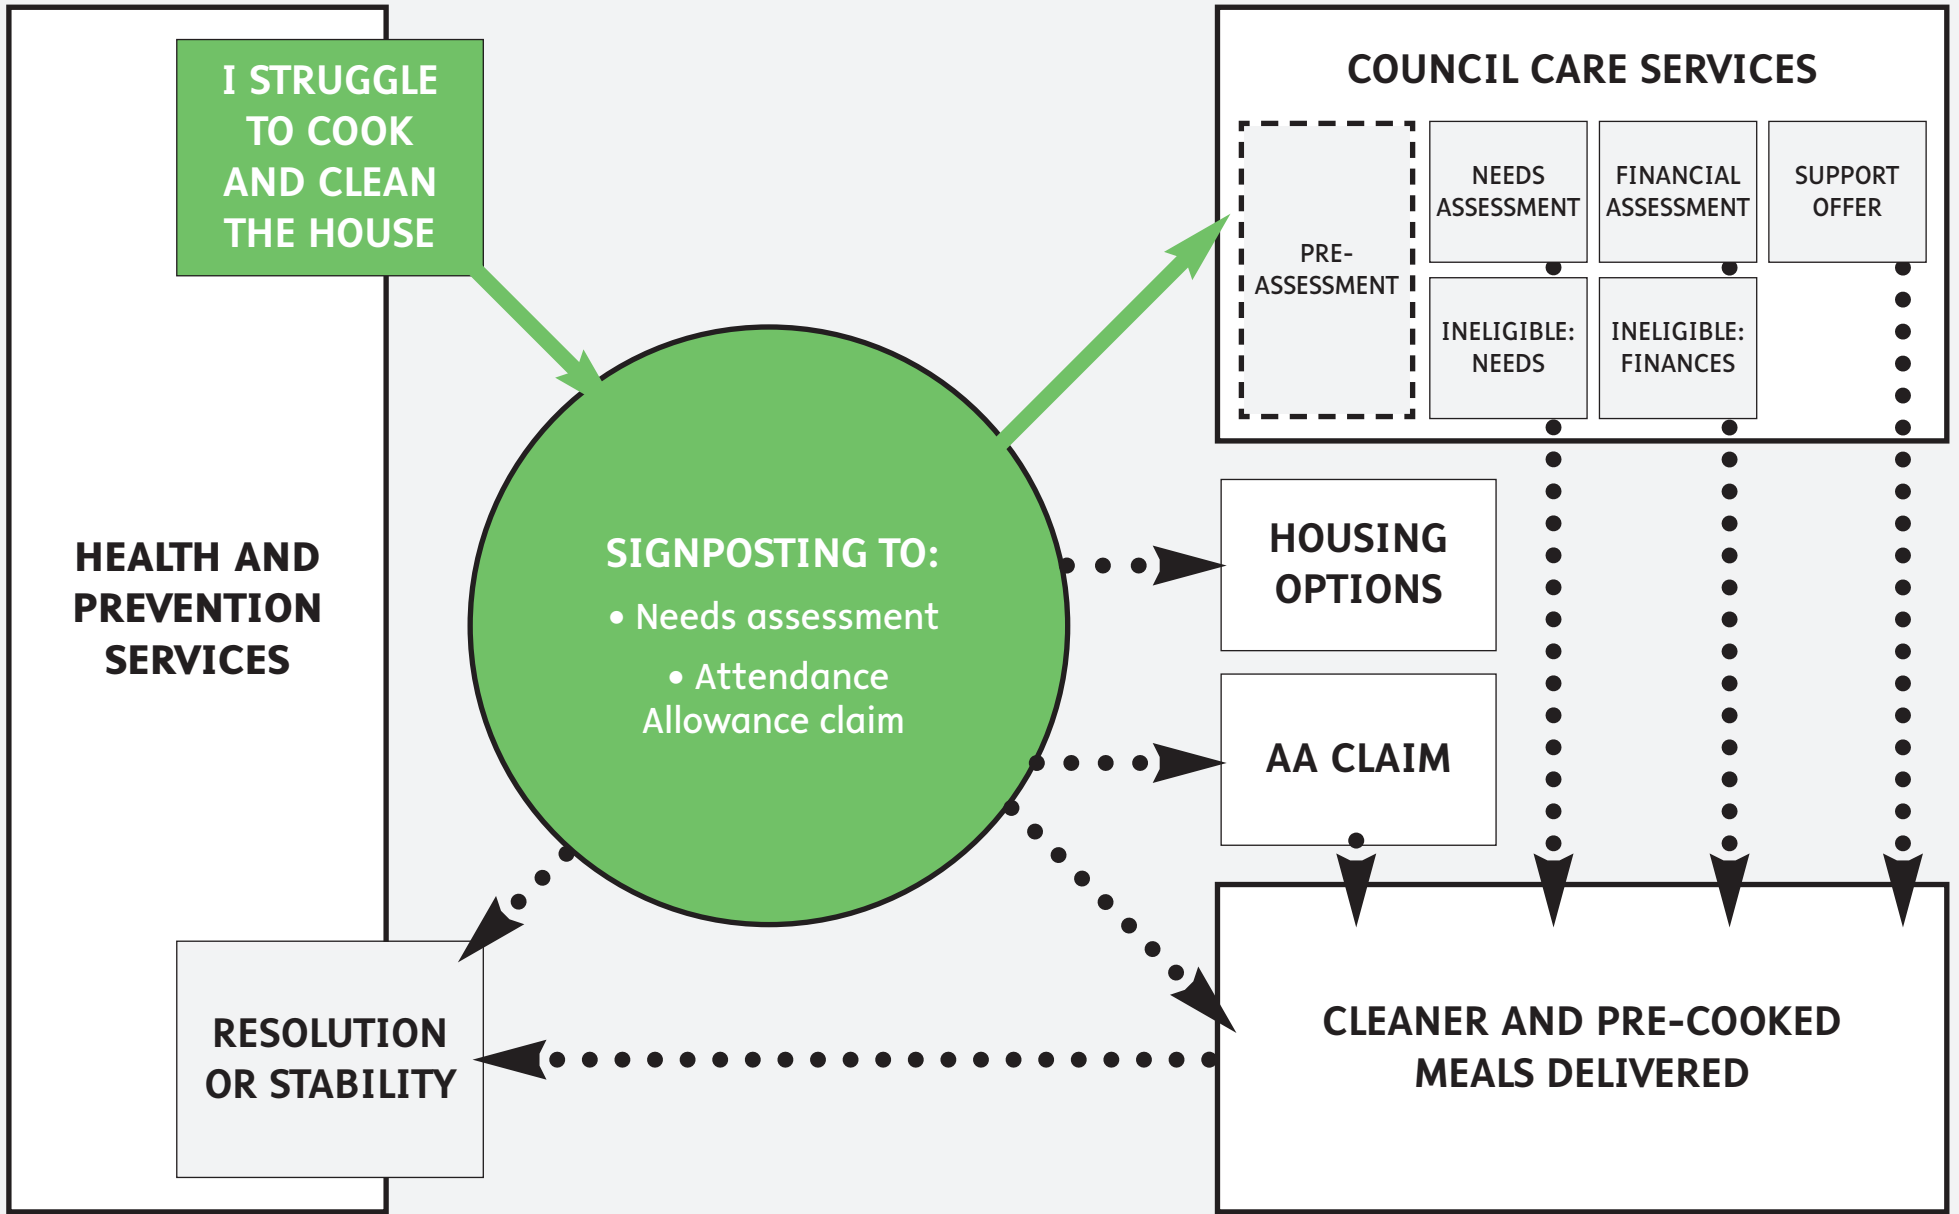 I STRUGGLE
TO COOK
AND CLEAN
THE HOUSE
HEALTH AND
PREVENTION
SERVICES
RESOLUTION
OR STABILITY
SIGNPOSTING TO:
• Needs assessment
• Attendance
Allowance claim
COUNCIL CARE SERVICES
PRE-
ASSESSMENT
NEEDS
ASSESSMENT
FINANCIAL
ASSESSMENT
SUPPORT
OFFER
INELIGIBLE:
NEEDS
INELIGIBLE:
FINANCES
HOUSING
OPTIONS
AA CLAIM
CLEANER AND PRE-COOKED
MEALS DELIVERED